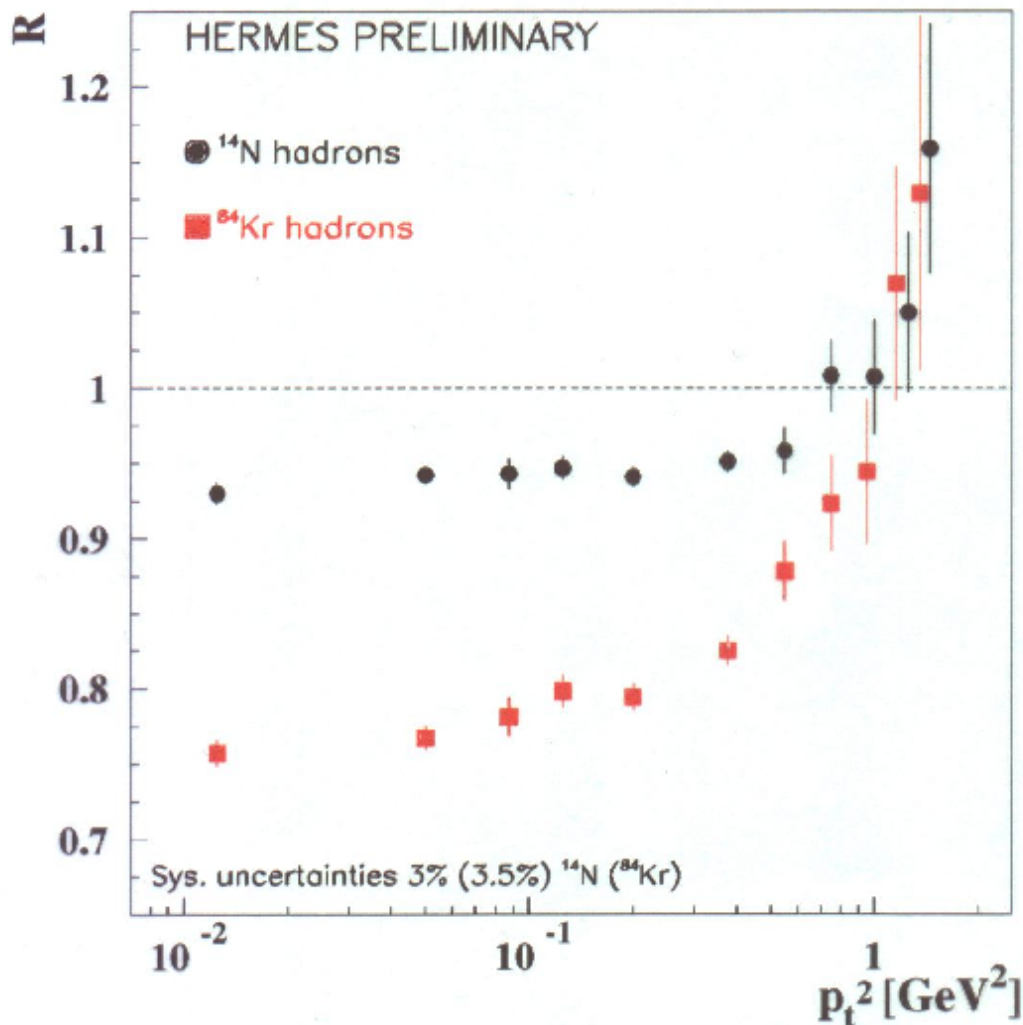 R
HERMES PRELIMINARY
1.2
¹⁴N hadrons
⁸⁴Kr hadrons
1.1
1
0.9
0.8
0.7
Sys. uncertainties 3% (3.5%) ¹⁴N (⁸⁴Kr)
10⁻² 10⁻¹ 1
pₜ² [GeV²]